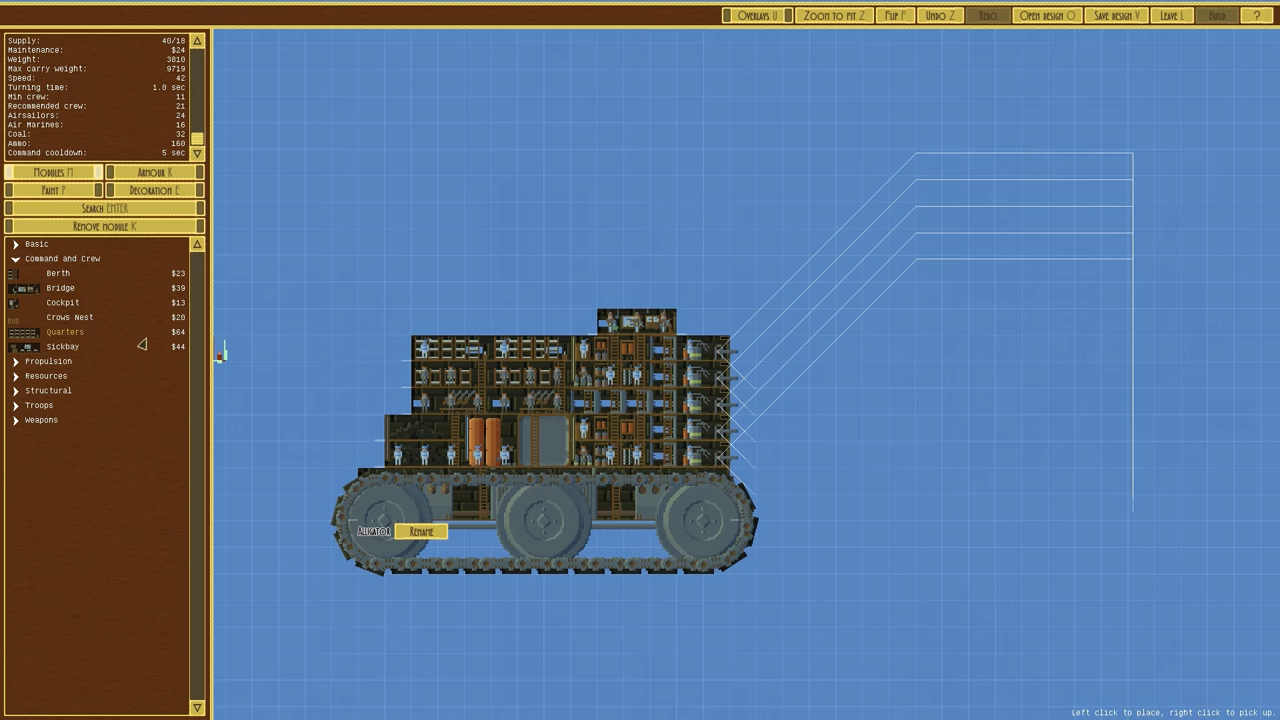 Overlays U
Zoom to fit Z
Flip F
Undo Z
Redo
Open design O
Save design V
Leave L
Build
?
Supply: 40/18
Maintenance: $24
Weight: 3810
Max carry weight: 9719
Speed: 42
Turning time: 1.0 sec
Min crew: 11
Recommended crew: 21
Airsailors: 24
Air Marines: 16
Coal: 32
Ammo: 160
Command cooldown: 5 sec
Modules M
Armour R
Paint P
Decoration E
Search ENTER
Remove module K
Basic
Command and Crew
Berth $23
Bridge $39
Cockpit $13
Crows Nest $20
Quarters $64
Sickbay $44
Propulsion
Resources
Structural
Troops
Weapons
Alligator
Rename
Left click to place, right click to pick up.